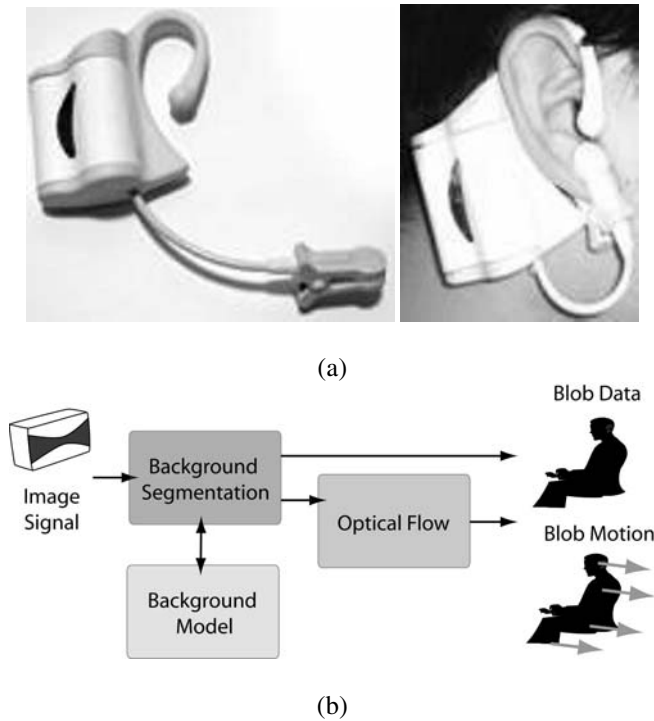 (a)
Blob Data
Background
Segmentation
Image
Signal
Optical Flow
Blob Motion
Background
Model
(b)